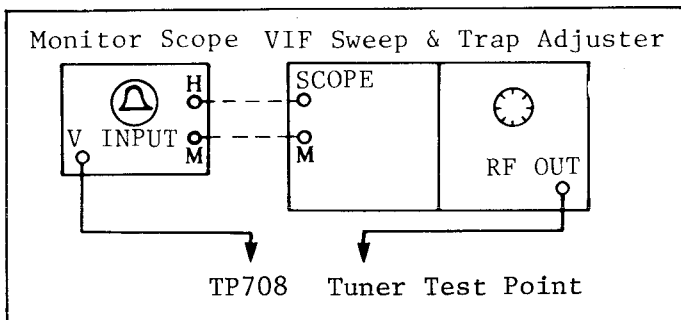 Monitor Scope VIF Sweep & Trap Adjuster
H SCOPE
V INPUT M M
RF OUT
TP708 Tuner Test Point